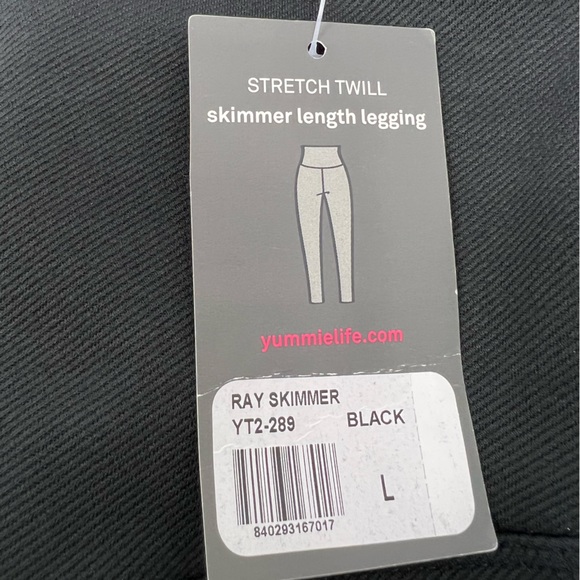 STRETCH TWILL
skimmer length legging
yummielife.com
RAY SKIMMER
YT2-289 BLACK
L
840293167017